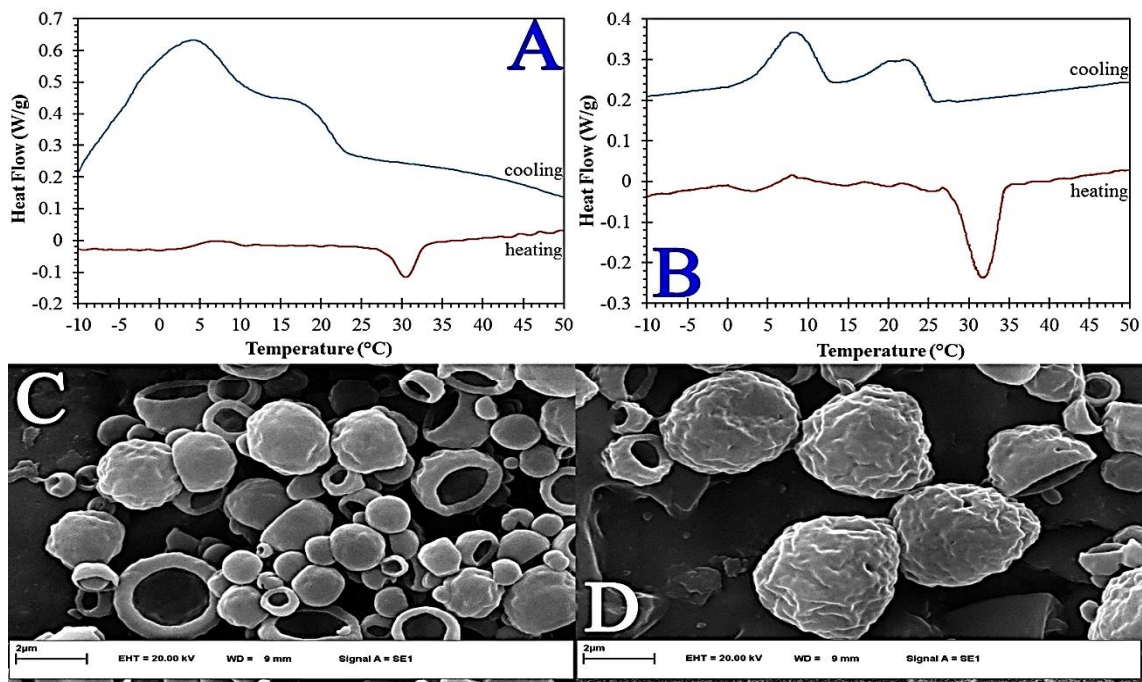 0.7
0.6
0.5
0.4
0.3
0.2
0.1
0
-0.1
-0.2
Heat Flow (W/g)
A
cooling
heating
-10 -5 0 5 10 15 20 25 30 35 40 45 50
Temperature (°C)
0.4
0.3
0.2
0.1
0
-0.1
-0.2
-0.3
Heat Flow (W/g)
cooling
heating
B
-10 -5 0 5 10 15 20 25 30 35 40 45 50
Temperature (°C)
C
2µm EHT = 20.00 kV WD = 9 mm Signal A = SE1
D
2µm EHT = 20.00 kV WD = 9 mm Signal A = SE1